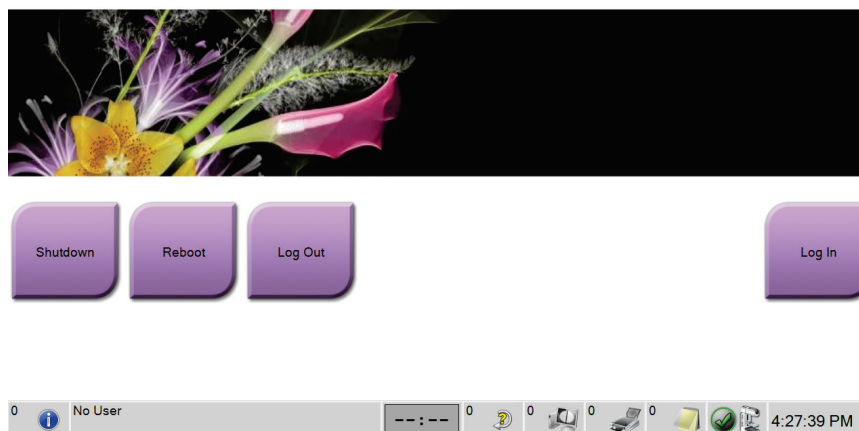 Shutdown
Reboot
Log Out
Log In
0
No User
--:--
0
0
0
0
4:27:39 PM